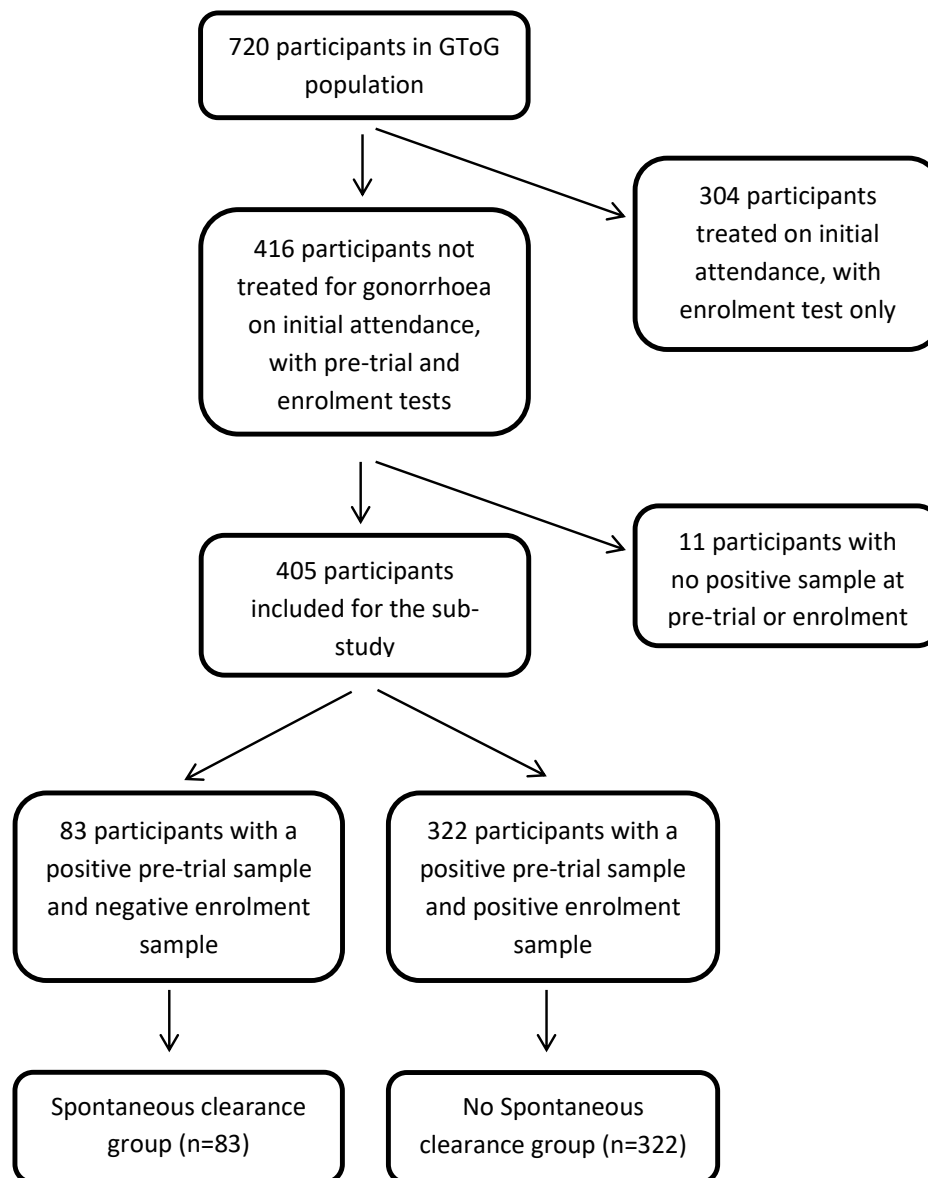 720 participants in GToG
population
304 participants
treated on initial
attendance, with
enrolment test only
416 participants not
treated for gonorrhoea
on initial attendance,
with pre-trial and
enrolment tests
11 participants with
no positive sample at
pre-trial or enrolment
405 participants
included for the sub-
study
83 participants with a
positive pre-trial sample
and negative enrolment
sample
322 participants with a
positive pre-trial sample
and positive enrolment
sample
Spontaneous clearance
group (n=83)
No Spontaneous
clearance group (n=322)